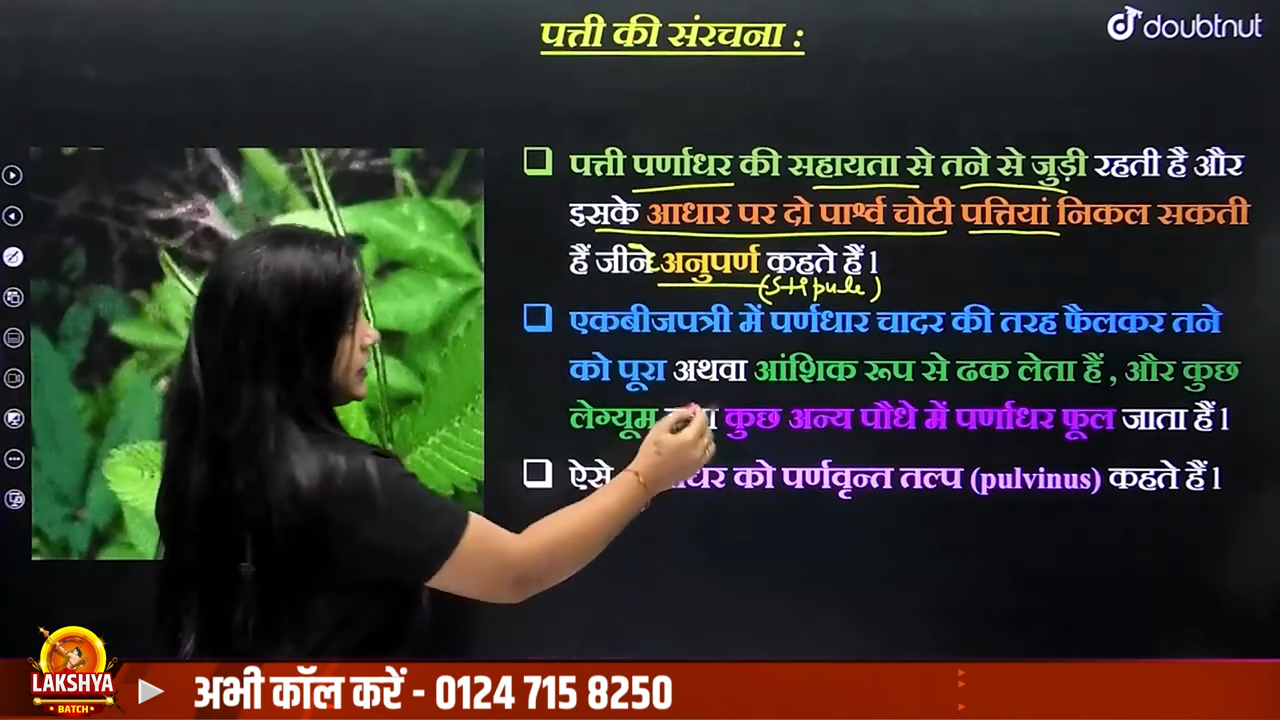 पत्ती की संरचना :
doubtnut
❑ पत्ती पर्णाधर की सहायता से तने से जुड़ी रहती है और
इसके आधार पर दो पार्श्व चोटी पत्तियां निकल सकती
हैं जीने अनुपर्ण कहते हैं l
(Stipule)
❑ एकबीजपत्री में पर्णधार चादर की तरह फैलकर तने
को पूरा अथवा आंशिक रूप से ढक लेता हैं , और कुछ
लेग्यूम कुछ अन्य पौधे में पर्णाधर फूल जाता हैं l
❑ ऐसे को पर्णवृन्त तल्प (pulvinus) कहते हैं l
LAKSHYA
BATCH
अभी कॉल करें - 0124 715 8250